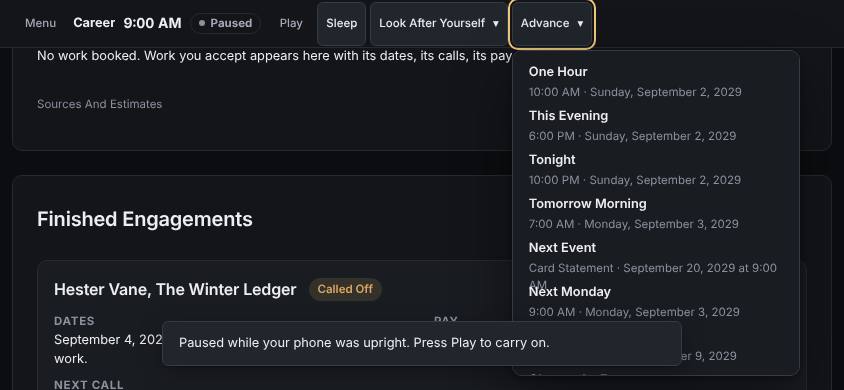 Menu Career 9:00 AM Paused Play Sleep Look After Yourself ▾ Advance ▾
No work booked. Work you accept appears here with its dates, its calls, its pay
Sources And Estimates
One Hour
10:00 AM · Sunday, September 2, 2029
This Evening
6:00 PM · Sunday, September 2, 2029
Tonight
10:00 PM · Sunday, September 2, 2029
Tomorrow Morning
7:00 AM · Monday, September 3, 2029
Next Event
Card Statement · September 20, 2029 at 9:00
AM
Next Monday
9:00 AM · Monday, September 3, 2029
er 9, 2029
Finished Engagements
Hester Vane, The Winter Ledger Called Off
DATES PAY
September 4, 202
work.
NEXT CALL
Paused while your phone was upright. Press Play to carry on.